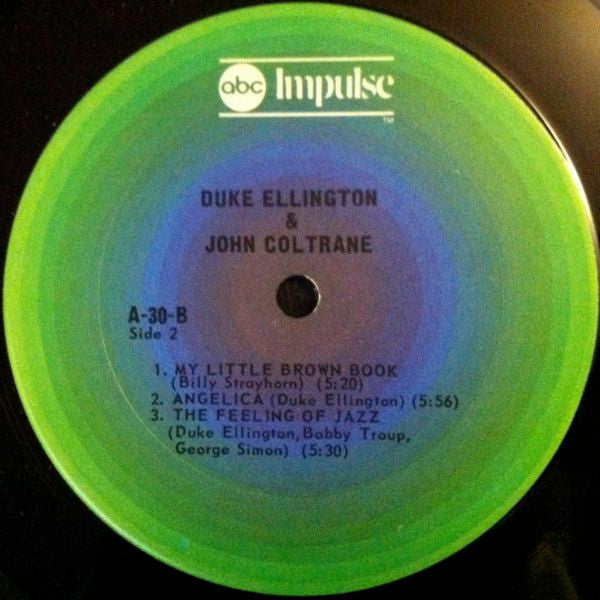 abc Impulse
TM
DUKE ELLINGTON
&
JOHN COLTRANE
A-30-B
Side 2
1. MY LITTLE BROWN BOOK
(Billy Strayhorn) (5:20)
2. ANGELICA (Duke Ellington) (5:56)
3. THE FEELING OF JAZZ
(Duke Ellington, Bobby Troup,
George Simon) (5:30)